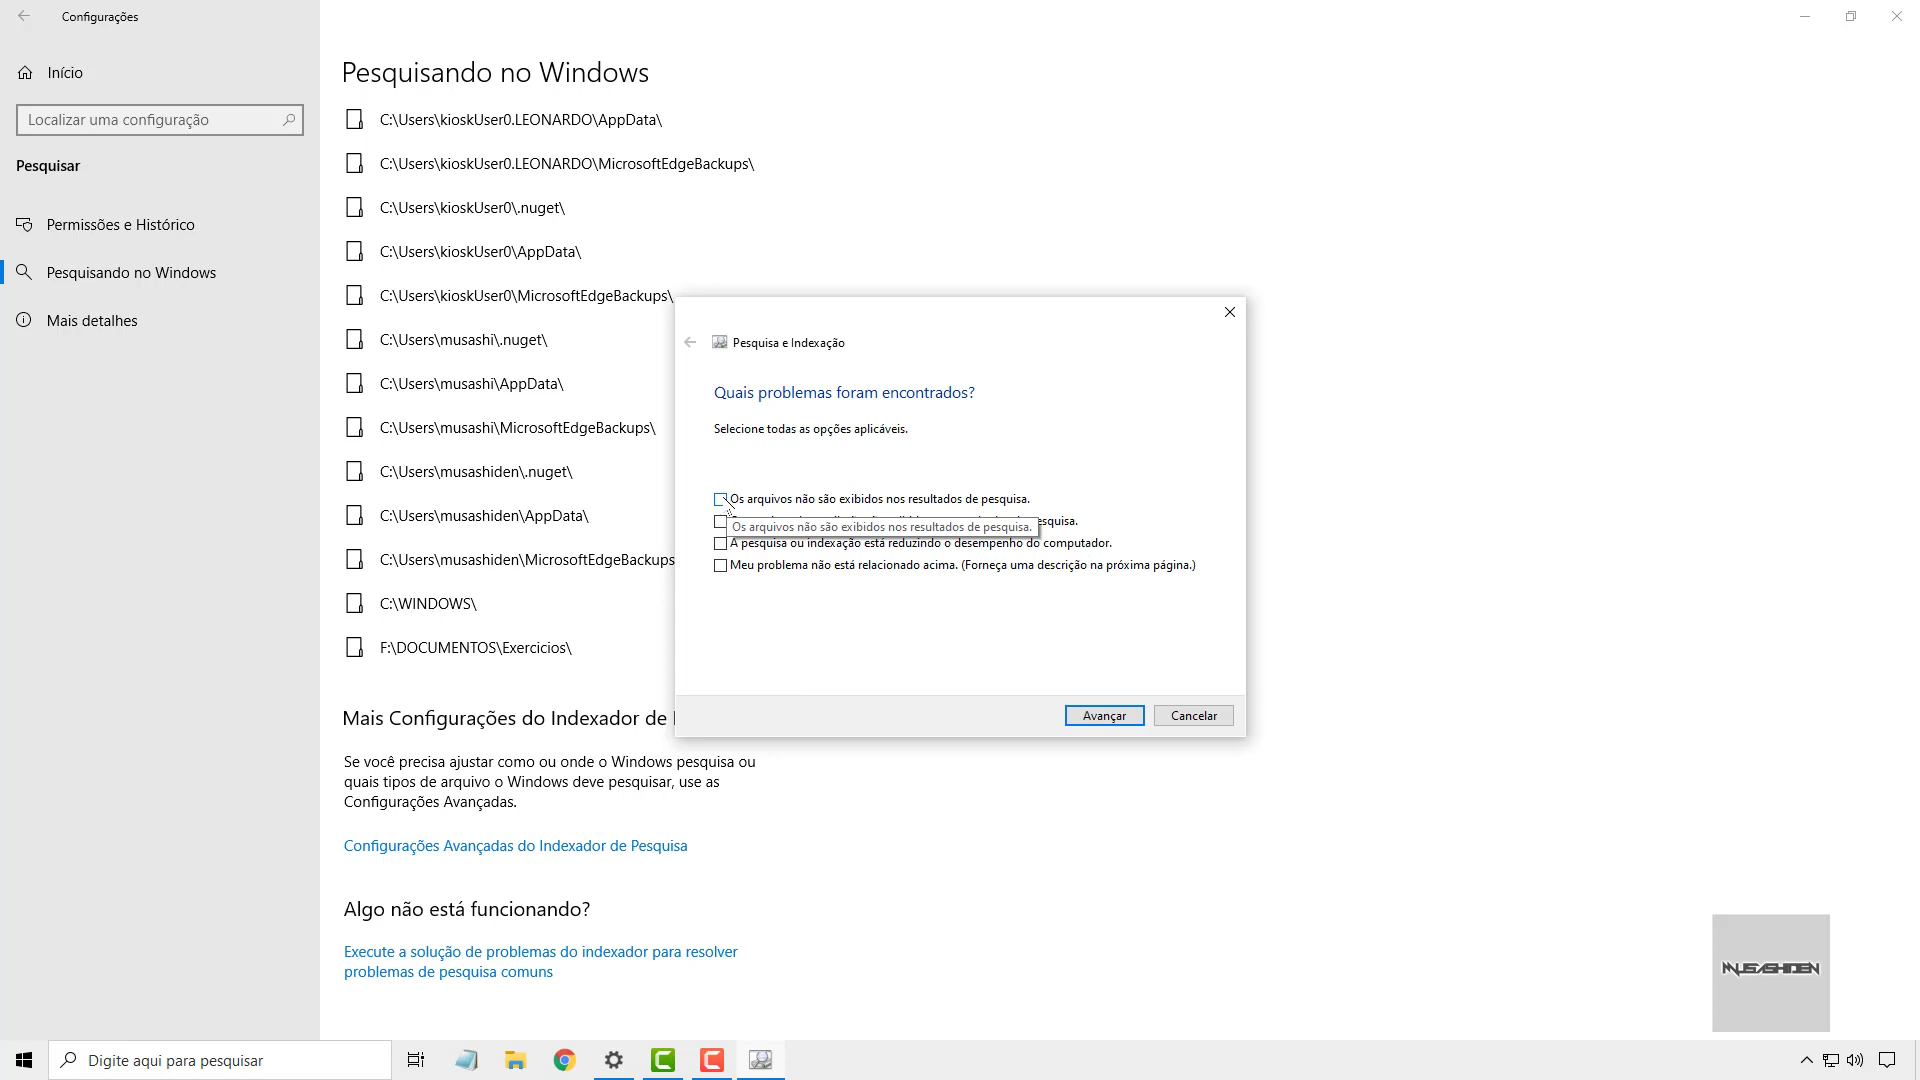 Configurações
Início
Localizar uma configuração
Pesquisar
Permissões e Histórico
Pesquisando no Windows
Mais detalhes
Pesquisando no Windows
C:\Users\kioskUser0.LEONARDO\AppData\
C:\Users\kioskUser0.LEONARDO\MicrosoftEdgeBackups\
C:\Users\kioskUser0\.nuget\
C:\Users\kioskUser0\AppData\
C:\Users\kioskUser0\MicrosoftEdgeBackups\
C:\Users\musashi\.nuget\
C:\Users\musashi\AppData\
C:\Users\musashi\MicrosoftEdgeBackups\
C:\Users\musashiden\.nuget\
C:\Users\musashiden\AppData\
C:\Users\musashiden\MicrosoftEdgeBackups
C:\WINDOWS\
F:\DOCUMENTOS\Exercicios\
Mais Configurações do Indexador de
Se você precisa ajustar como ou onde o Windows pesquisa ou
quais tipos de arquivo o Windows deve pesquisar, use as
Configurações Avançadas.
Configurações Avançadas do Indexador de Pesquisa
Algo não está funcionando?
Execute a solução de problemas do indexador para resolver
problemas de pesquisa comuns
Pesquisa e Indexação
Quais problemas foram encontrados?
Selecione todas as opções aplicáveis.
Os arquivos não são exibidos nos resultados de pesquisa.
esquisa.
Os arquivos não são exibidos nos resultados de pesquisa.
A pesquisa ou indexação está reduzindo o desempenho do computador.
Meu problema não está relacionado acima. (Forneça uma descrição na próxima página.)
Avançar
Cancelar
MUSASHIDEN
Digite aqui para pesquisar